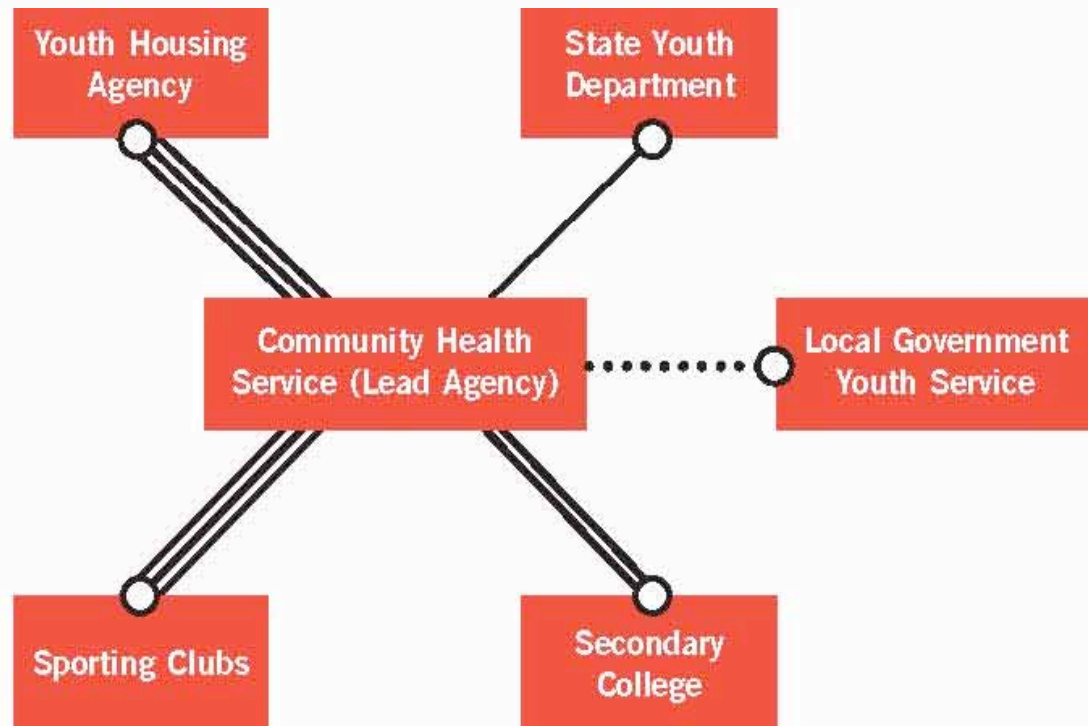 Youth Housing
Agency
State Youth
Department
Community Health
Service (Lead Agency)
Local Government
Youth Service
Sporting Clubs
Secondary
College